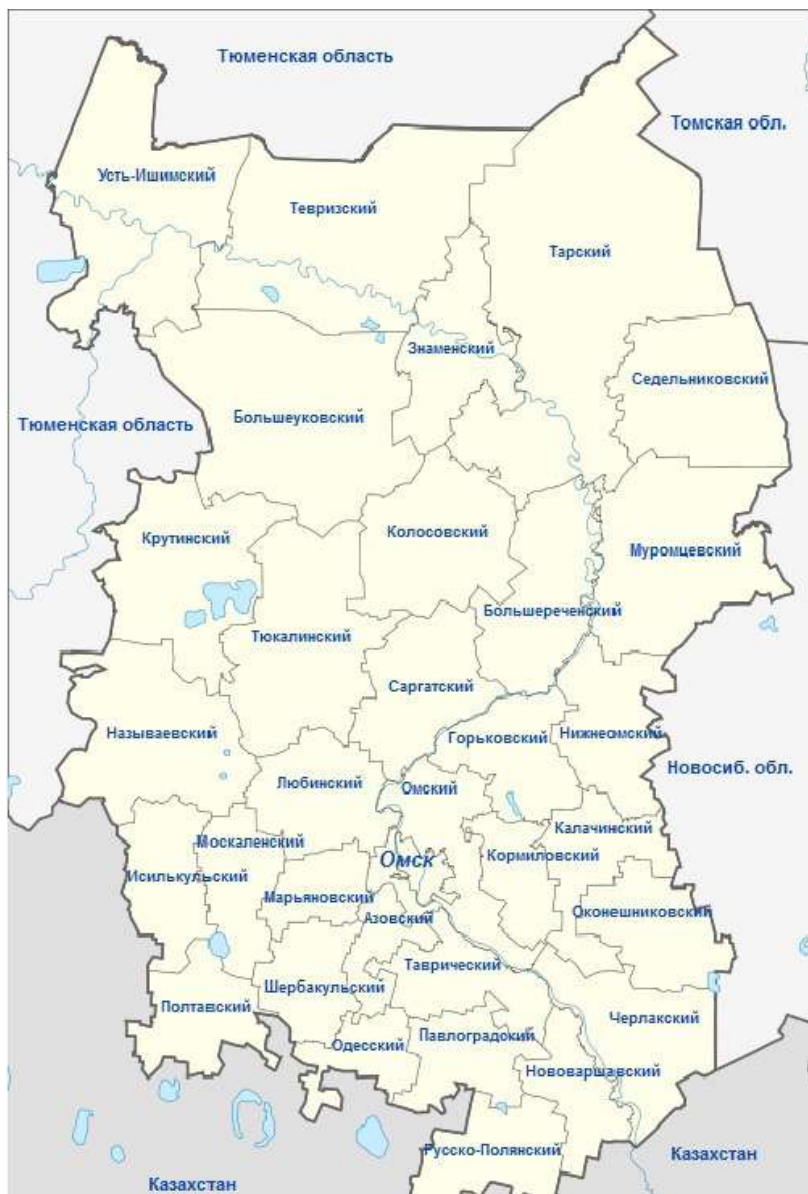 Тюменская область
Томская обл.
Усть-Ишимский
Тевризский
Тарский
Знаменский
Седельниковский
Большеуковский
Тюменская область
Крутинский
Колосовский
Муромцевский
Большереченский
Тюкалинский
Саргатский
Называевский
Горьковский
Нижнеомский
Новосиб. обл.
Любинский
Омский
Калачинский
Москаленский
Кормиловский
Омск
Исилькульский
Марьяновский
Оконешниковский
Азовский
Таврический
Шербакульский
Полтавский
Черлакский
Одесский
Павлоградский
Нововаршавский
Русско-Полянский
Казахстан
Казахстан